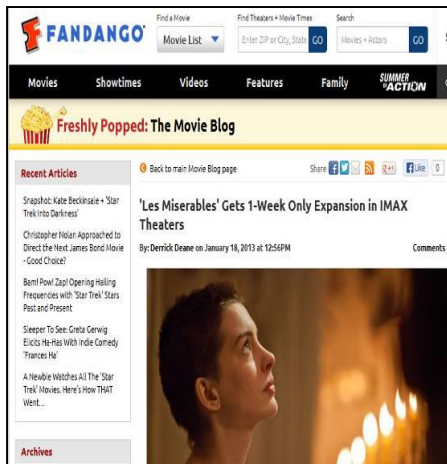 FANDANGO
Find a Movie
Movie List
Find Theaters + Movie Times
Enter ZIP or City, State
GO
Search
Movies + Actors
GO
Movies
Showtimes
Videos
Features
Family
SUMMER of ACTION
Freshly Popped: The Movie Blog
Recent Articles
Snapshot: Kate Beckinsale + 'Star
Trek Into Darkness'
Christopher Nolan Approached to
Direct the Next James Bond Movie
- Good Choice?
Bam! Pow! Zap! Opening Hailing
Frequencies with 'Star Trek' Stars
Past and Present
Sleeper To See: Greta Gerwig
Elicits Ha-Has With Indie Comedy
'Frances Ha'
A Newbie Watches All The 'Star
Trek' Movies. Here's How THAT
Went...
Archives
Back to main Movie Blog page
Share
Like
0
'Les Miserables' Gets 1-Week Only Expansion in IMAX
Theaters
By: Derrick Deane on January 18, 2013 at 12:56PM
Comments